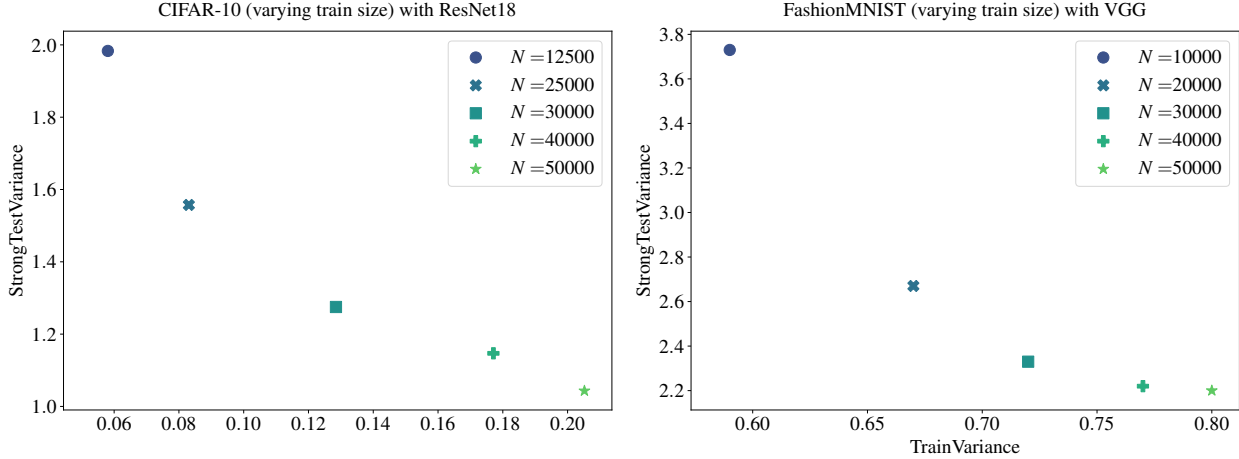 CIFAR-10 (varying train size) with ResNet18
StrongTestVariance
2.0
1.8
1.6
1.4
1.2
1.0
N =12500
N =25000
N =30000
N =40000
N =50000
0.06 0.08 0.10 0.12 0.14 0.16 0.18 0.20
FashionMNIST (varying train size) with VGG
StrongTestVariance
3.8
3.6
3.4
3.2
3.0
2.8
2.6
2.4
2.2
N =10000
N =20000
N =30000
N =40000
N =50000
0.60 0.65 0.70 0.75 0.80
TrainVariance